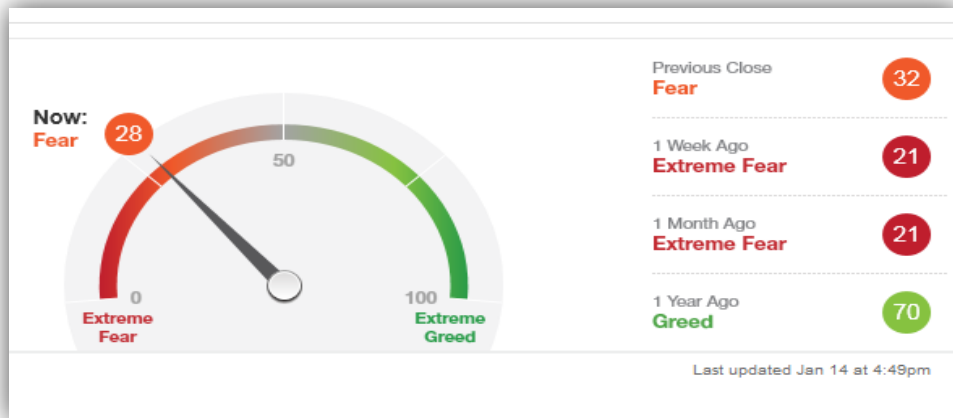 Now:
Fear
28
50
0
Extreme
Fear
100
Extreme
Greed
Previous Close
Fear
32
1 Week Ago
Extreme Fear
21
1 Month Ago
Extreme Fear
21
1 Year Ago
Greed
70
Last updated Jan 14 at 4:49pm